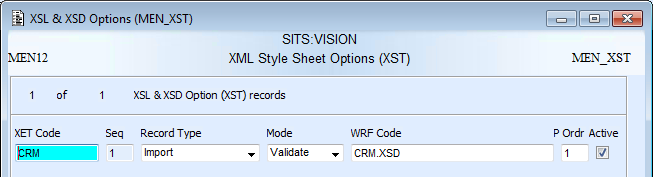 XSL & XSD Options (MEN_XST)
SITS:VISION
MEN12 XML Style Sheet Options (XST) MEN_XST
1 of 1 XSL & XSD Option (XST) records
XET Code Seq Record Type Mode WRF Code P Ordr Active
CRM 1 Import Validate CRM.XSD 1